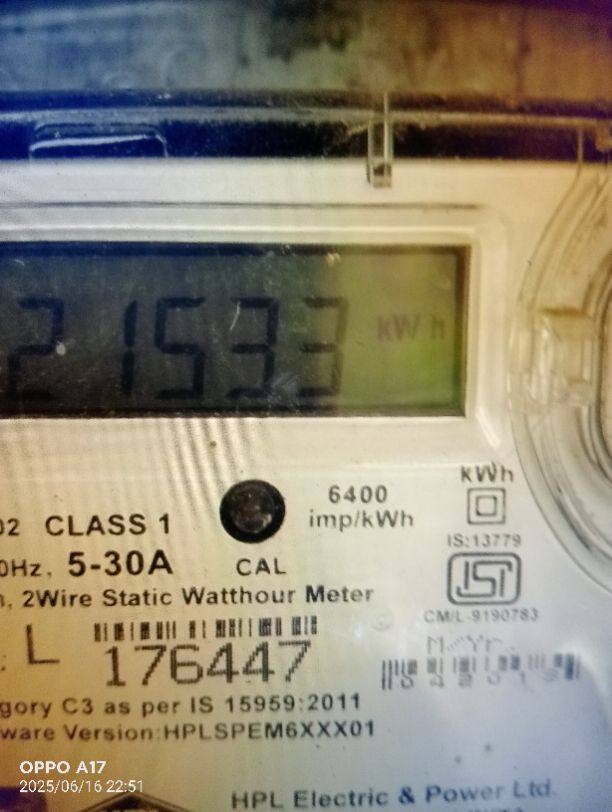 21533 kWh
6400
imp/kWh
KWh
02 CLASS 1
0Hz, 5-30A
CAL
IS:13779
, 2Wire Static Watthour Meter
CM/L-9190783
L
176447
M/Yr.
gory C3 as per IS 15959:2011
ware Version:HPLSPEM6XXX01
OPPO A17
2025/06/16 22:51
HPL Electric & Power Ltd.